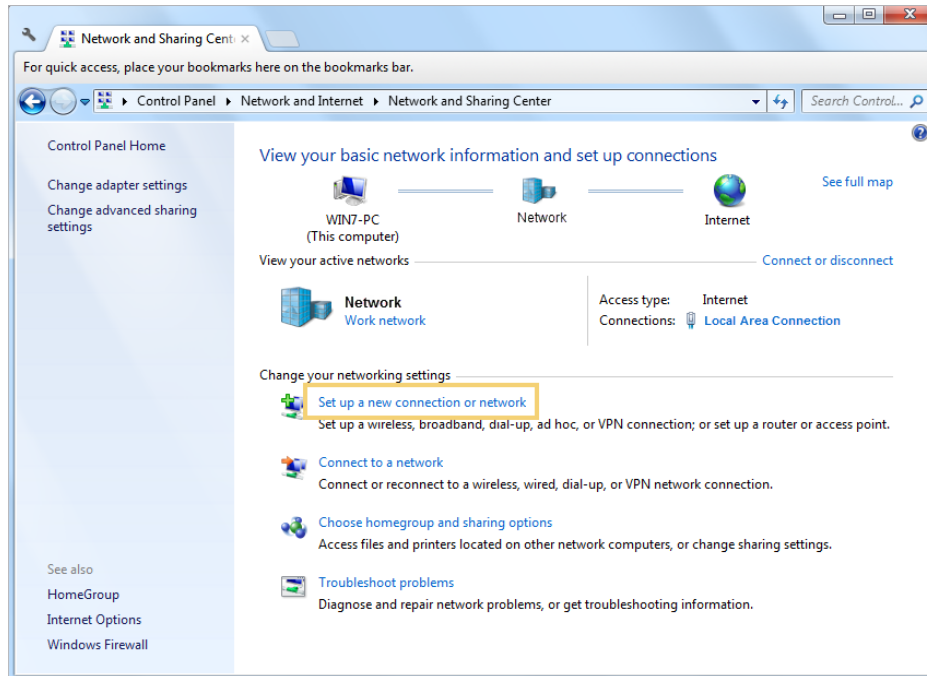 Network and Sharing Cent
For quick access, place your bookmarks here on the bookmarks bar.
Control Panel Network and Internet Network and Sharing Center Search Control...
Control Panel Home
Change adapter settings
Change advanced sharing
settings
View your basic network information and set up connections
See full map
WIN7-PC
(This computer)
Network
Internet
View your active networks
Connect or disconnect
Network
Work network
Access type: Internet
Connections: Local Area Connection
Change your networking settings
Set up a new connection or network
Set up a wireless, broadband, dial-up, ad hoc, or VPN connection; or set up a router or access point.
Connect to a network
Connect or reconnect to a wireless, wired, dial-up, or VPN network connection.
Choose homegroup and sharing options
Access files and printers located on other network computers, or change sharing settings.
Troubleshoot problems
Diagnose and repair network problems, or get troubleshooting information.
See also
HomeGroup
Internet Options
Windows Firewall